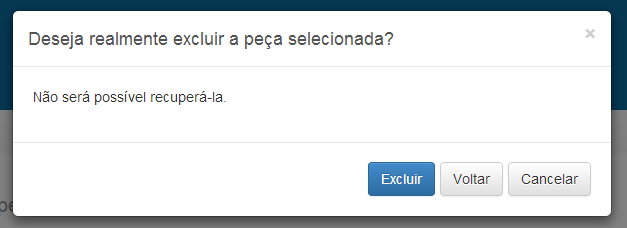 Deseja realmente excluir a peça selecionada?
×
Não será possível recuperá-la.
Excluir Voltar Cancelar